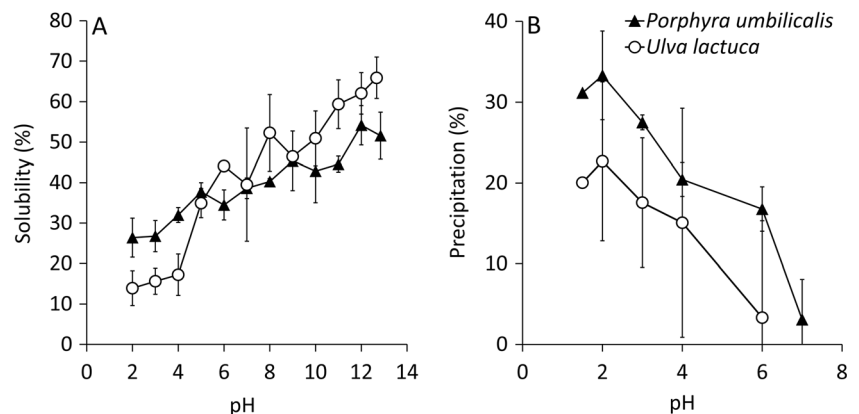 A
80
70
60
50
40
30
20
10
0
Solubility (%)
0 2 4 6 8 10 12 14
pH
B
Porphyra umbilicalis
Ulva lactuca
40
30
20
10
0
Precipitation (%)
0 2 4 6 8
pH